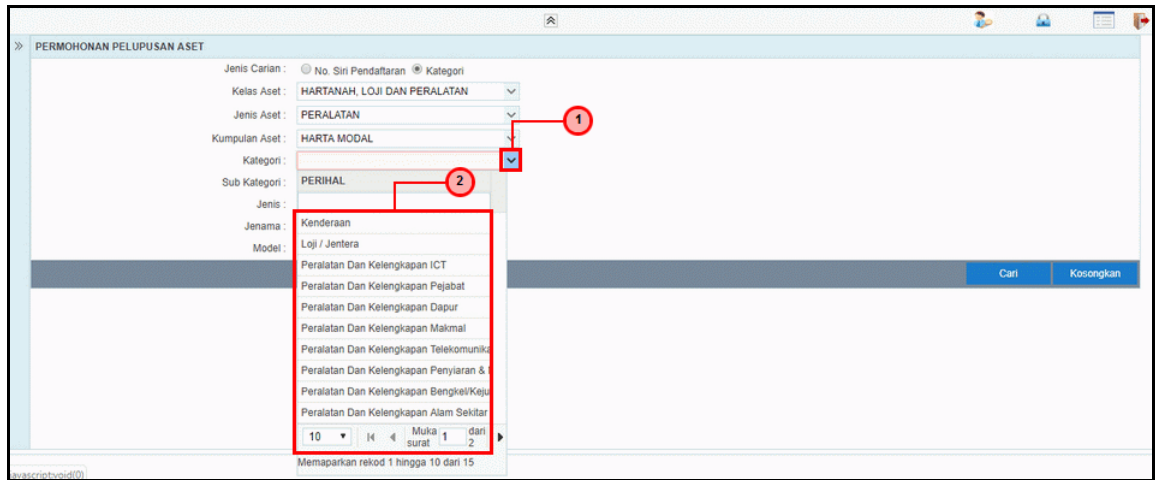 PERMOHONAN PELUPUSAN ASET
Jenis Carian : No. Siri Pendaftaran Kategori
Kelas Aset : HARTANAH, LOJI DAN PERALATAN
Jenis Aset : PERALATAN
1
Kumpulan Aset : HARTA MODAL
Kategori :
Sub Kategori : PERIHAL
2
Jenis :
Jenama : Kenderaan
Model : Loji / Jentera
Peralatan Dan Kelengkapan ICT
Cari Kosongkan
Peralatan Dan Kelengkapan Pejabat
Peralatan Dan Kelengkapan Dapur
Peralatan Dan Kelengkapan Makmal
Peralatan Dan Kelengkapan Telekomunika
Peralatan Dan Kelengkapan Penyiaran &
Peralatan Dan Kelengkapan Bengkel/Keju
Peralatan Dan Kelengkapan Alam Sekitar
10 Muka surat 1 dari 2
Memaparkan rekod 1 hingga 10 dari 15
avascript:void(0)